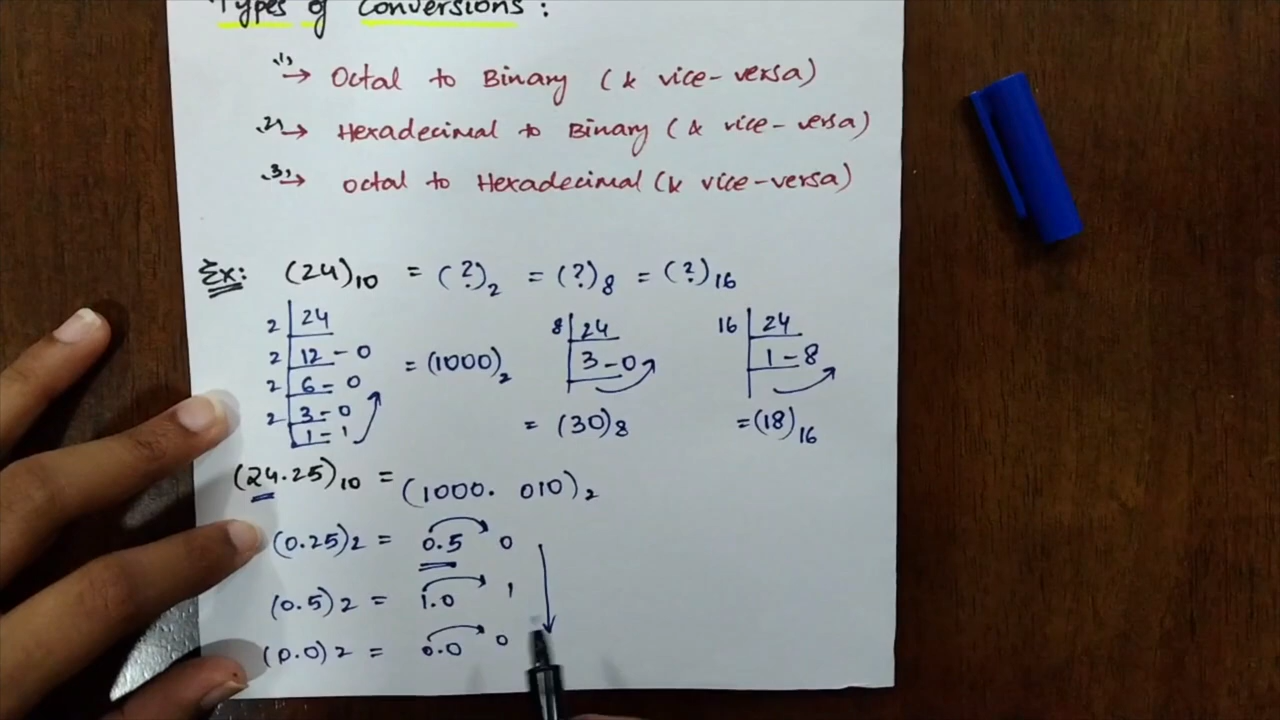 Types of Conversions :
.1, → Octal to Binary ( & vice-versa)
.2, → Hexadecimal to Binary ( & vice-versa)
.3, → octal to Hexadecimal (& vice-versa)
Ex: (24)10 = (?)2 = (?)8 = (?)16
2 24 8 24 16 24
2 12 - 0 = (1000)2 3 - 0 1 - 8
2 6 - 0
2 3 - 0 = (30)8 = (18)16
1 - 1
(24.25)10 = (1000. 010)2
(0.25)2 = 0.5 0
(0.5)2 = 1.0 1
(0.0)2 = 0.0 0